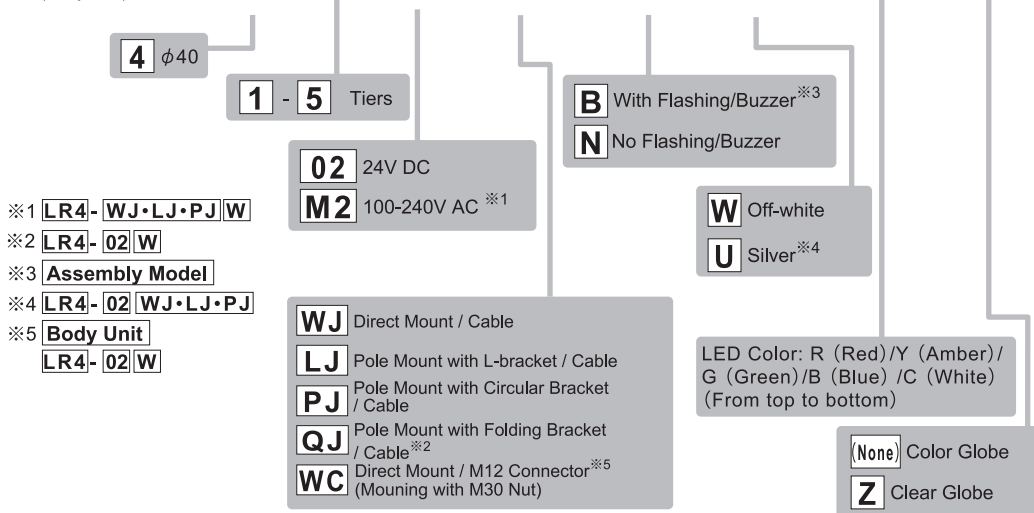 4 φ40
1 - 5 Tiers
02 24V DC
M2 100-240V AC ※1
B With Flashing/Buzzer※3
N No Flashing/Buzzer
W Off-white
U Silver※4
※1 LR4- WJ・LJ・PJ W
※2 LR4- 02 W
※3 Assembly Model
※4 LR4- 02 WJ・LJ・PJ
※5 Body Unit
LR4- 02 W
WJ Direct Mount / Cable
LJ Pole Mount with L-bracket / Cable
PJ Pole Mount with Circular Bracket
/ Cable
QJ Pole Mount with Folding Bracket
/ Cable※2
WC Direct Mount / M12 Connector※5
(Mouning with M30 Nut)
LED Color: R (Red)/Y (Amber)/
G (Green)/B (Blue) /C (White)
(From top to bottom)
(None) Color Globe
Z Clear Globe